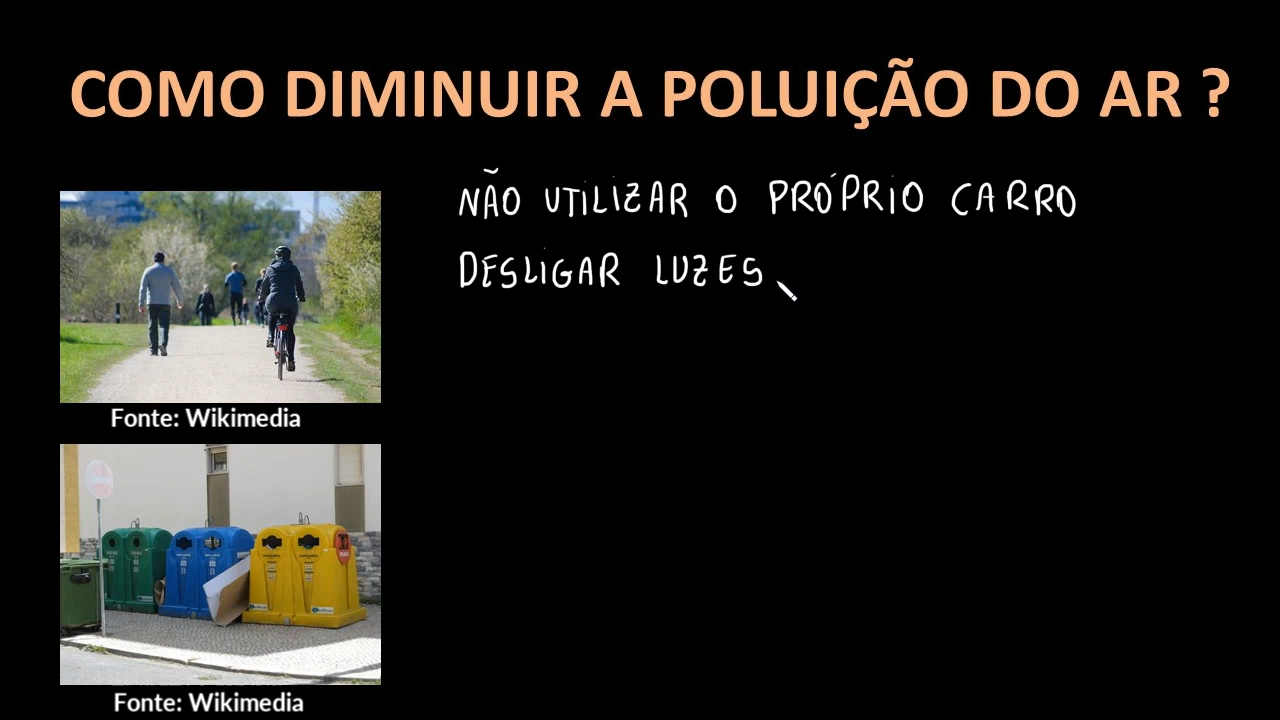 COMO DIMINUIR A POLUIÇÃO DO AR ?
NÃO UTILIZAR O PRÓPRIO CARRO
DESLIGAR LUZES
Fonte: Wikimedia
Fonte: Wikimedia